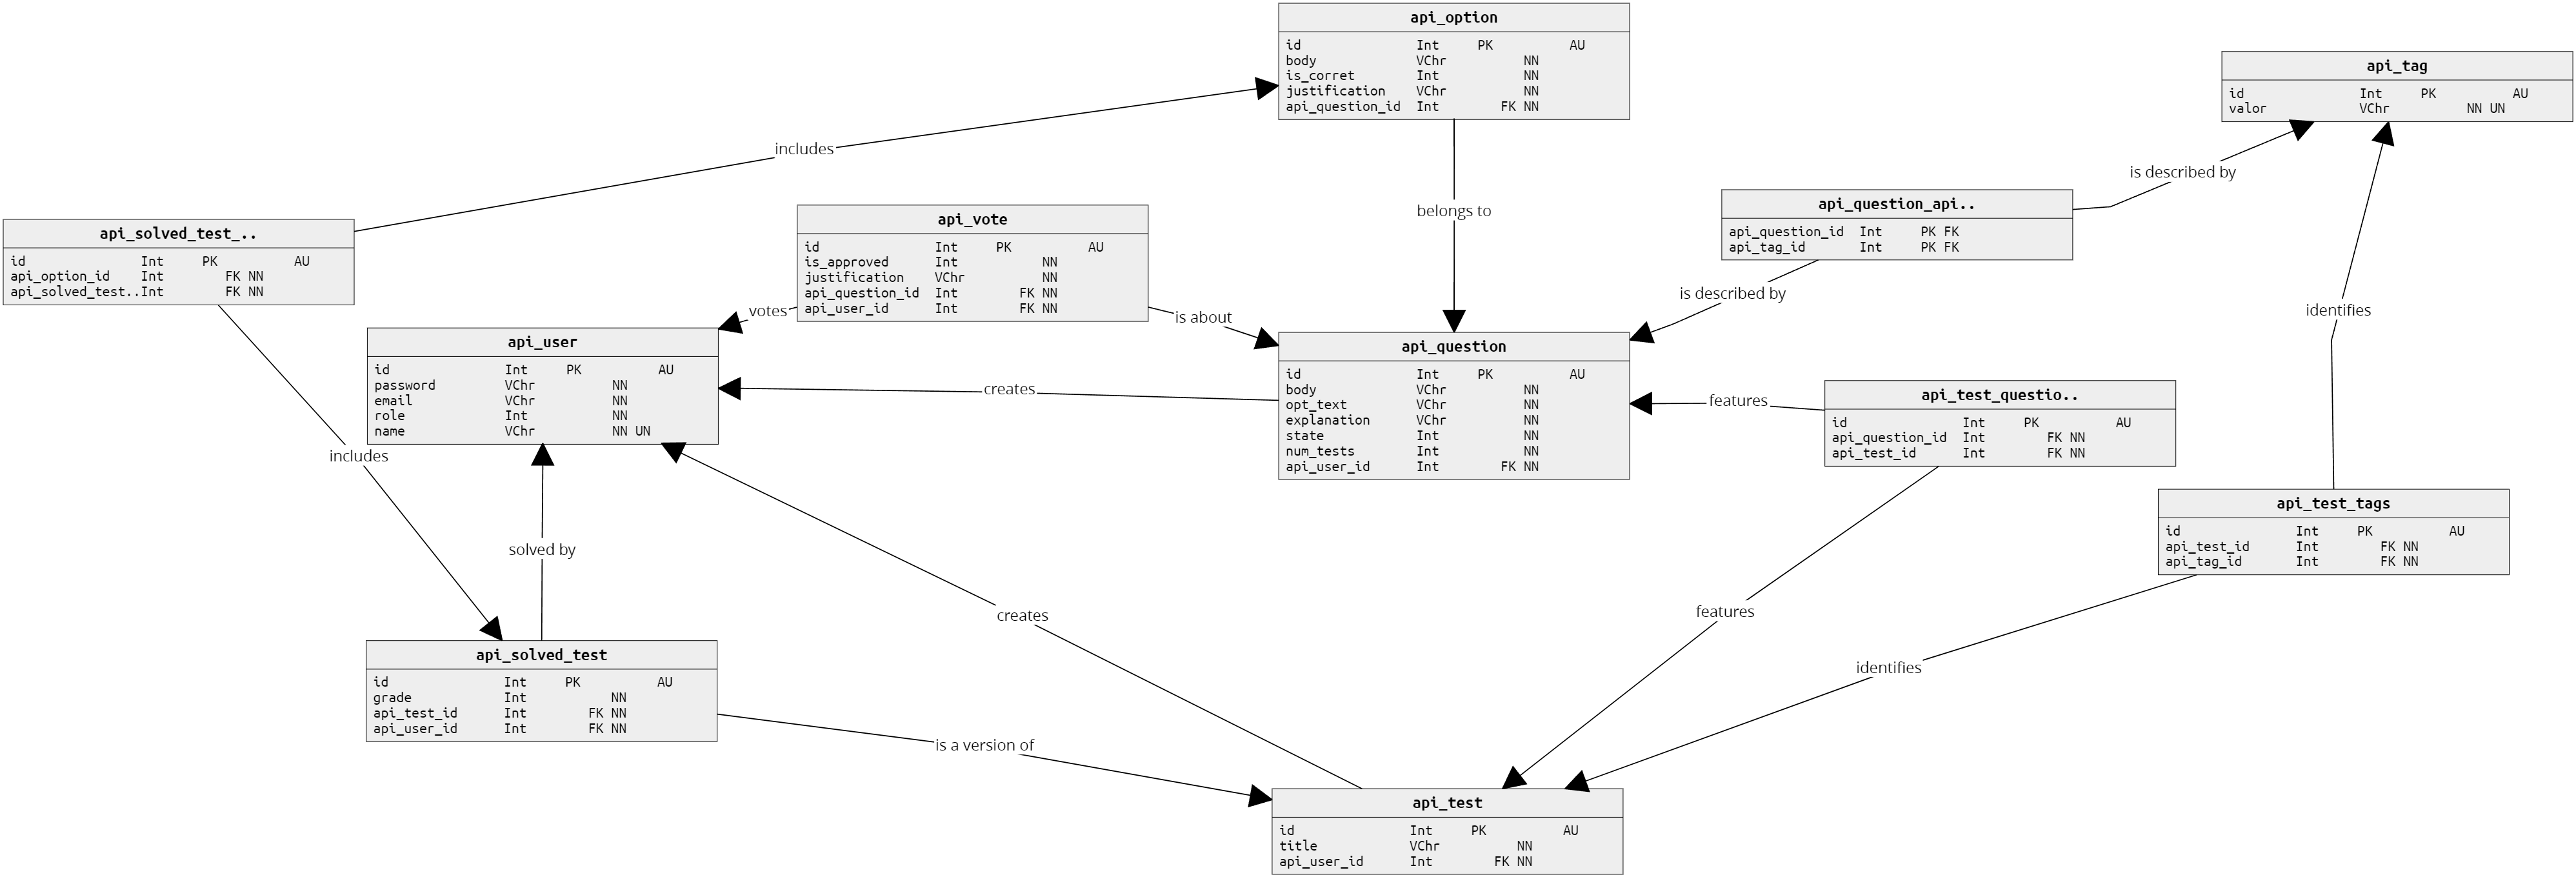 api_option
id Int PK AU
body VChr NN
is_corret Int NN
justification VChr NN
api_question_id Int FK NN
api_tag
id Int PK AU
valor VChr NN UN
includes
is described by
belongs to
api_question_api..
api_question_id Int PK FK
api_tag_id Int PK FK
api_vote
id Int PK AU
is_approved Int NN
justification VChr NN
api_question_id Int FK NN
api_user_id Int FK NN
api_solved_test_..
id Int PK AU
api_option_id Int FK NN
api_solved_test..Int FK NN
is described by
votes
is about
identifies
api_user
id Int PK AU
password VChr NN
email VChr NN
role Int NN
name VChr NN UN
api_question
id Int PK AU
body VChr NN
opt_text VChr NN
explanation VChr NN
state Int NN
num_tests Int NN
api_user_id Int FK NN
creates
features
api_test_questio..
id Int PK AU
api_question_id Int FK NN
api_test_id Int FK NN
includes
api_test_tags
id Int PK AU
api_test_id Int FK NN
api_tag_id Int FK NN
solved by
creates
features
identifies
api_solved_test
id Int PK AU
grade Int NN
api_test_id Int FK NN
api_user_id Int FK NN
is a version of
api_test
id Int PK AU
title VChr NN
api_user_id Int FK NN